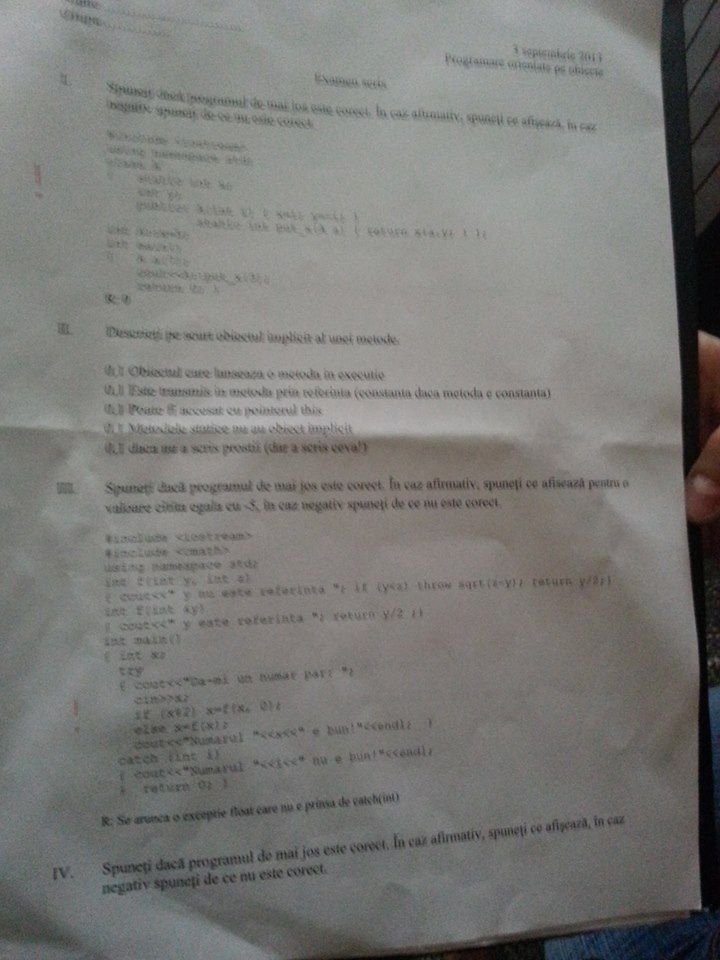 Nume
Grupa
3 septembrie 2013
Programare orientata pe obiecte
Examen scris
I. Spuneți dacă programul de mai jos este corect. În caz afirmativ, spuneți ce afișează, în caz
negativ spuneți de ce nu este corect.
#include <iostream>
using namespace std;
class A
{ static int x;
int y;
public: A(int i) { x=i; y=-i; }
static int put_x(A a) { return x+a.y; } };
int
int main()
{ A
cout<<A::put_x
return 0; }
R: 0
II. Descrieți pe scurt obiectul implicit al unei metode.
0,1 Obiectul care lanseaza o metoda in executie
0,1 Este transmis in metoda prin referinta (constanta daca metoda e constanta)
0,1 Poate fi accesat cu pointerul this
0,1 Metodele statice nu au obiect implicit
0,1 daca nu a scris prostii (dar a scris ceva!)
III. Spuneți dacă programul de mai jos este corect. În caz afirmativ, spuneți ce afisează pentru o
valoare citita egala cu -5, în caz negativ spuneți de ce nu este corect.
#include <iostream>
#include <cmath>
using namespace std;
int f(int y, int z)
{ cout<<" y nu este referinta "; if (y<z) throw sqrt(z-y); return y/2;}
int f(int &y)
{ cout<<" y este referinta "; return y/2 ;}
int main()
{ int x;
try
{ cout<<"Da-mi un numar par: ";
cin>>x;
if (x%2) x=f(x, 0);
else x=f(x);
cout<<"Numarul "<<x<<" e bun!"<<endl; }
catch (int i)
{ cout<<"Numarul "<<i<<" nu e bun!"<<endl;
} return 0; }
R: Se arunca o exceptie float care nu e prinsa de catch(int)
IV. Spuneți dacă programul de mai jos este corect. În caz afirmativ, spuneți ce afișează, în caz
negativ spuneți de ce nu este corect.